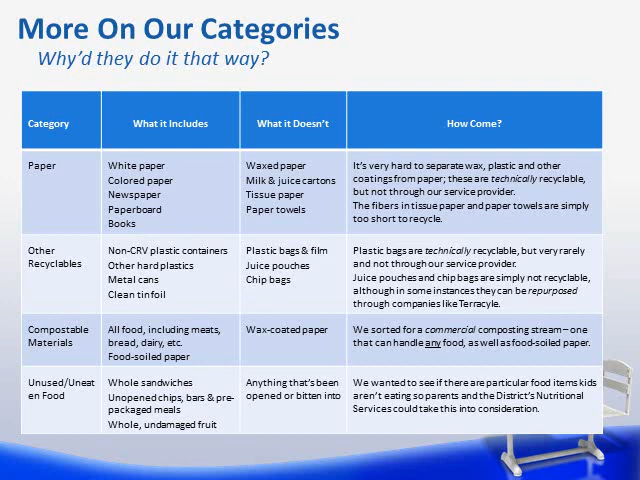 More On Our Categories
Why'd they do it that way?
Category
What it Includes
What it Doesn't
How Come?
Paper
White paper
Colored paper
Newspaper
Paperboard
Books
Waxed paper
Milk & juice cartons
Tissue paper
Paper towels
It's very hard to separate wax, plastic and other
coatings from paper; these are technically recyclable,
but not through our service provider.
The fibers in tissue paper and paper towels are simply
too short to recycle.
Other
Recyclables
Non-CRV plastic containers
Other hard plastics
Metal cans
Clean tinfoil
Plastic bags & film
Juice pouches
Chip bags
Plastic bags are technically recyclable, but very rarely
and not through our service provider.
Juice pouches and chip bags are simply not recyclable,
although in some instances they can be repurposed
through companies like Terracyle.
Compostable
Materials
All food, including meats,
bread, dairy, etc.
Food-soiled paper
Wax-coated paper
We sorted for a commercial composting stream – one
that can handle any food, as well as food-soiled paper.
Unused/Uneat
en Food
Whole sandwiches
Unopened chips, bars & pre-
packaged meals
Whole, undamaged fruit
Anything that's been
opened or bitten into
We wanted to see if there are particular food items kids
aren't eating so parents and the District's Nutritional
Services could take this into consideration.